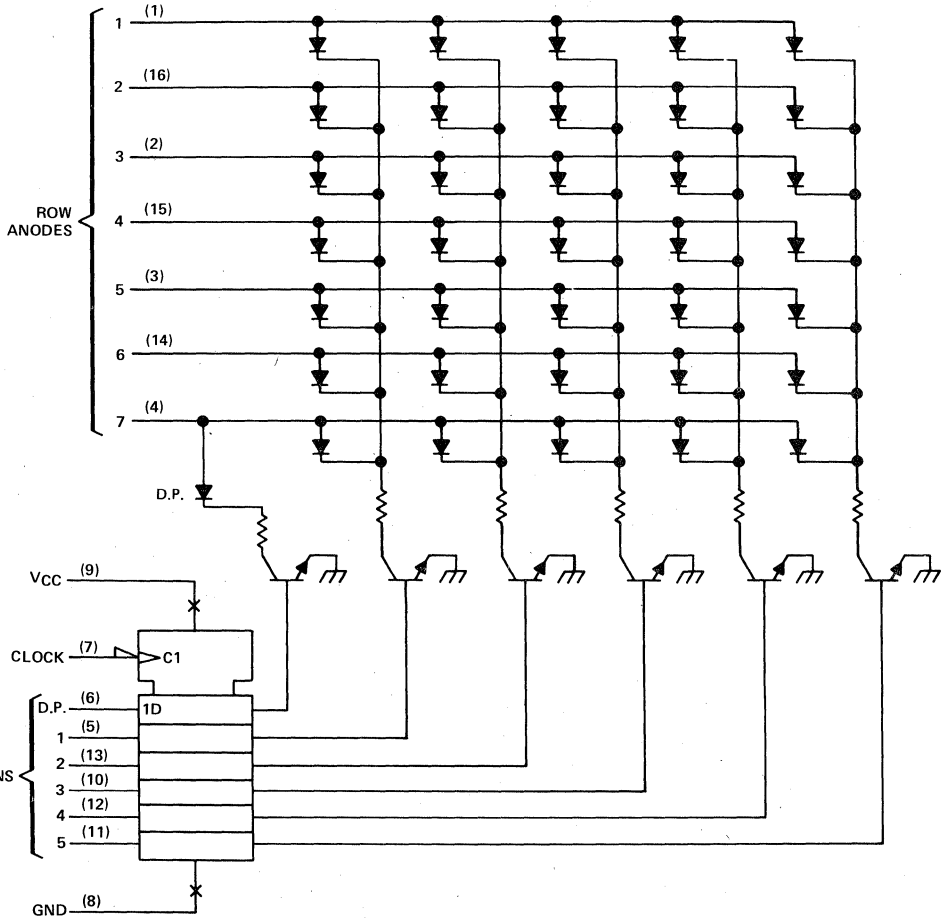 1 (1)
2 (16)
3 (2)
ROW
ANODES
4 (15)
5 (3)
6 (14)
7 (4)
D.P.
VCC (9)
CLOCK (7) C1
D.P. (6) 1D
1 (5)
2 (13)
NS
3 (10)
4 (12)
5 (11)
GND (8)